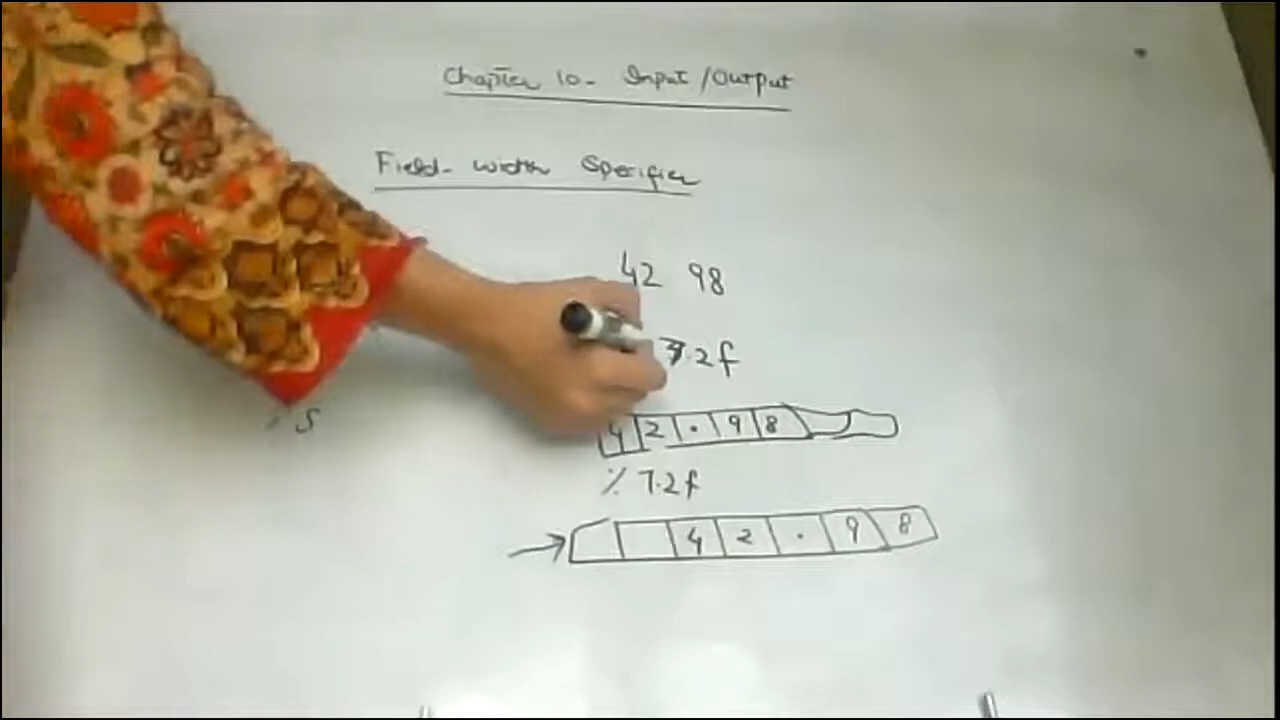 Chapter 10- Input/Output
Field-width Specifier
42 98
7.2f
4 2 . 9 8
% 7.2f
4 2 . 9 8